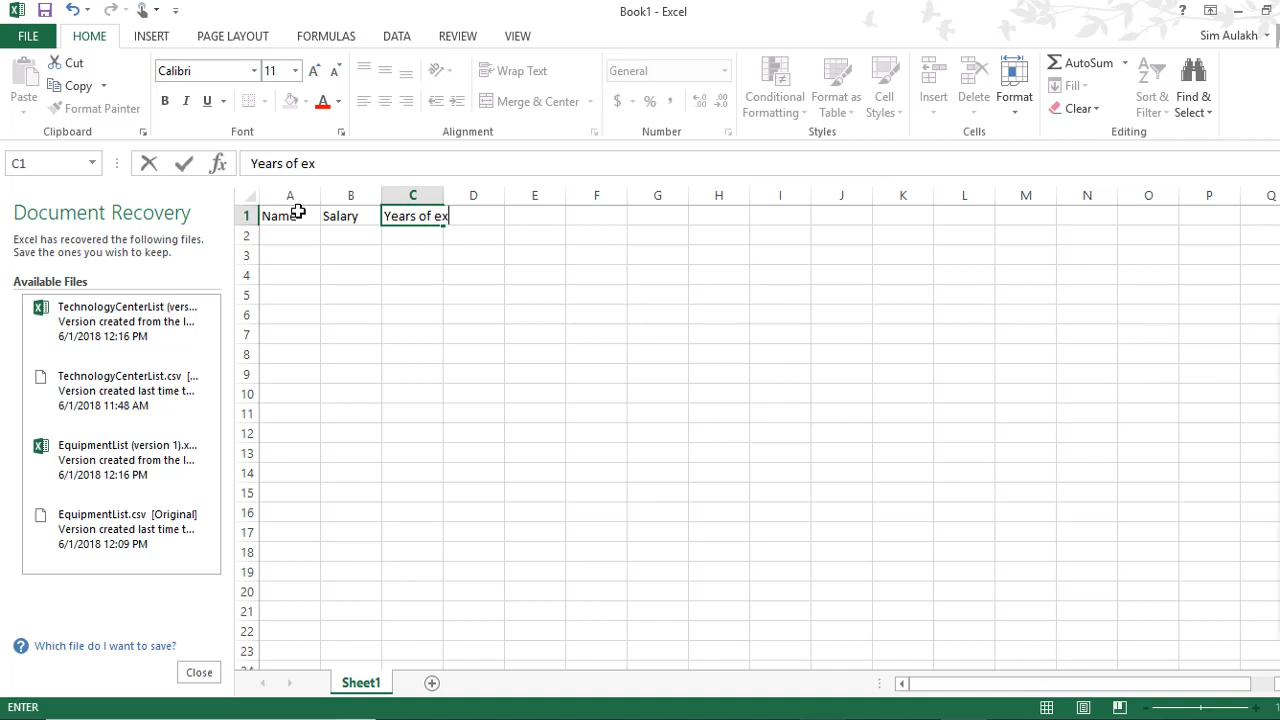 Book1 - Excel
FILE HOME INSERT PAGE LAYOUT FORMULAS DATA REVIEW VIEW
Sim Aulakh
Paste
Cut
Copy
Format Painter
Clipboard
Calibri 11
B I U A
Font
Wrap Text
Merge & Center
Alignment
General
$ % ,
Number
Conditional Formatting
Format as Table
Cell Styles
Styles
Insert
Delete
Format
Cells
AutoSum
Fill
Clear
Sort & Filter
Find & Select
Editing
C1
fx
Years of ex
Document Recovery
Excel has recovered the following files.
Save the ones you wish to keep.
Available Files
TechnologyCenterList (vers...
Version created from the l...
6/1/2018 12:16 PM
TechnologyCenterList.csv [...
Version created last time t...
6/1/2018 11:48 AM
EquipmentList (version 1).x...
Version created from the l...
6/1/2018 12:16 PM
EquipmentList.csv [Original]
Version created last time t...
6/1/2018 12:09 PM
Which file do I want to save?
Close
A B C D E F G H I J K L M N O P Q
1 Name Salary Years of ex
2
3
4
5
6
7
8
9
10
11
12
13
14
15
16
17
18
19
20
21
22
23
24
Sheet1
ENTER